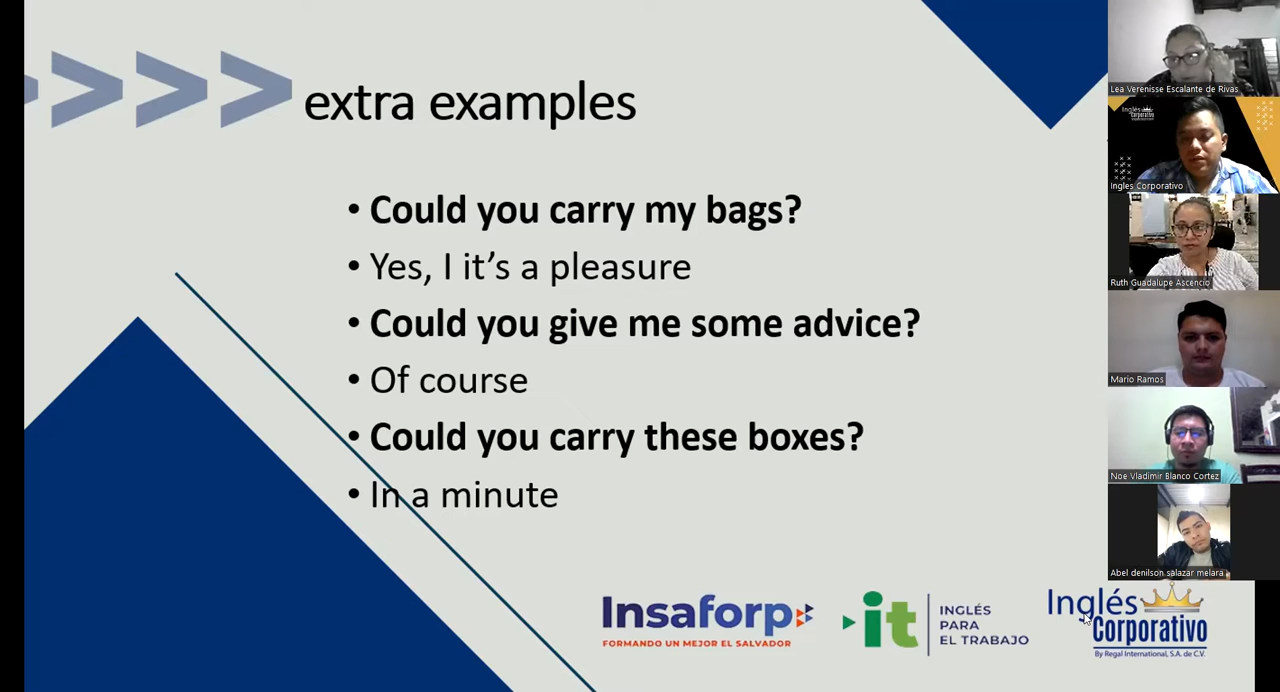 extra examples
• Could you carry my bags?
• Yes, I it’s a pleasure
• Could you give me some advice?
• Of course
• Could you carry these boxes?
• In a minute
Insaforp
FORMANDO UN MEJOR EL SALVADOR
it
INGLÉS
PARA
EL TRABAJO
Inglés
Corporativo
By Regal International, S.A. de C.V.
Lea Verenisse Escalante de Rivas
Inglés
Corporativo
Ingles Corporativo
Ruth Guadalupe Ascencio
Mario Ramos
Noe Vladimir Blanco Cortez
Abel denilson salazar melara